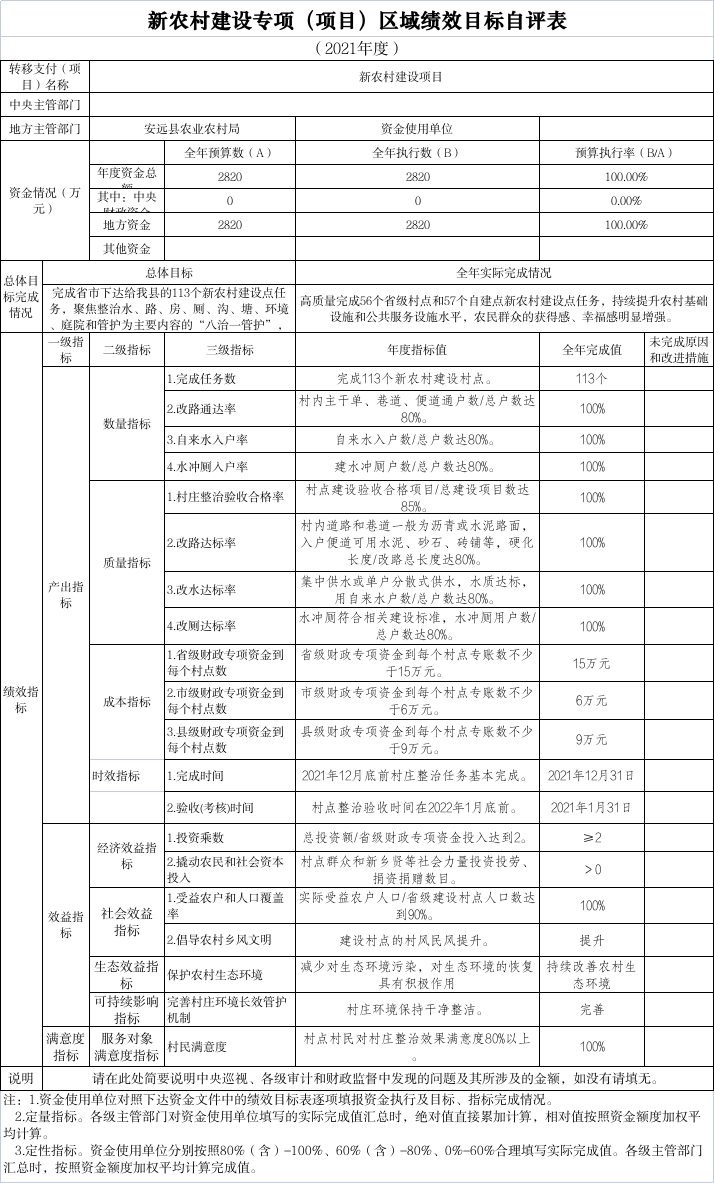 新农村建设专项（项目）区域绩效目标自评表
（2021年度）
转移支付（项
目）名称
新农村建设项目
中央主管部门
地方主管部门
安远县农业农村局
资金使用单位
资金情况（万
元）
全年预算数（A）
全年执行数（B）
预算执行率（B/A）
年度资金总
2820
2820
100.00%
其中：中央
0
0
0.00%
地方资金
2820
2820
100.00%
其他资金
总体目
标完成
情况
总体目标
全年实际完成情况
完成省市下达给我县的113个新农村建设点任
务，聚焦整治水、路、房、厕、沟、塘、环境
、庭院和管护为主要内容的“八治一管护”，
高质量完成56个省级村点和57个自建点新农村建设点任务，持续提升农村基础
设施和公共服务设施水平，农民群众的获得感、幸福感明显增强。
绩效指
标
一级指
标
二级指标
三级指标
年度指标值
全年完成值
未完成原因
和改进措施
产出指
标
数量指标
1.完成任务数
完成113个新农村建设村点。
113个
2.改路通达率
村内主干单、巷道、便道通户数/总户数达
80%。
100%
3.自来水入户率
自来水入户数/总户数达80%。
100%
4.水冲厕入户率
建水冲厕户数/总户数达80%。
100%
质量指标
1.村庄整治验收合格率
村点建设验收合格项目/总建设项目数达
85%。
100%
2.改路达标率
村内道路和巷道一般为沥青或水泥路面，
入户便道可用水泥、砂石、砖铺等，硬化
长度/改路总长度达80%。
100%
3.改水达标率
集中供水或单户分散式供水，水质达标，
用自来水户数/总户数达80%。
100%
4.改厕达标率
水冲厕符合相关建设标准，水冲厕用户数/
总户数达80%。
100%
成本指标
1.省级财政专项资金到
每个村点数
省级财政专项资金到每个村点专账数不少
于15万元。
15万元
2.市级财政专项资金到
每个村点数
市级财政专项资金到每个村点专账数不少
于6万元。
6万元
3.县级财政专项资金到
每个村点数
县级财政专项资金到每个村点专账数不少
于9万元。
9万元
时效指标
1.完成时间
2021年12月底前村庄整治任务基本完成。
2021年12月31日
2.验收(考核)时间
村点整治验收时间在2022年1月底前。
2021年1月31日
效益指
标
经济效益指
标
1.投资乘数
总投资额/省级财政专项资金投入达到2。
≥2
2.撬动农民和社会资本
投入
村点群众和新乡贤等社会力量投资投劳、
捐资捐赠数目。
＞0
社会效益
指标
1.受益农户和人口覆盖
率
实际受益农户人口/省级建设村点人口数达
到90%。
100%
2.倡导农村乡风文明
建设村点的村风民风提升。
提升
生态效益指
标
保护农村生态环境
减少对生态环境污染，对生态环境的恢复
具有积极作用
持续改善农村生
态环境
可持续影响
指标
完善村庄环境长效管护
机制
村庄环境保持干净整洁。
完善
满意度
指标
服务对象
满意度指标
村民满意度
村点村民对村庄整治效果满意度80%以上
。
100%
说明
请在此处简要说明中央巡视、各级审计和财政监督中发现的问题及其所涉及的金额，如没有请填无。
注：1.资金使用单位对照下达资金文件中的绩效目标表逐项填报资金执行及目标、指标完成情况。
2.定量指标。各级主管部门对资金使用单位填写的实际完成值汇总时，绝对值直接累加计算，相对值按照资金额度加权平
均计算。
3.定性指标。资金使用单位分别按照80%（含）-100%、60%（含）-80%、0%-60%合理填写实际完成值。各级主管部门
汇总时，按照资金额度加权平均计算完成值。